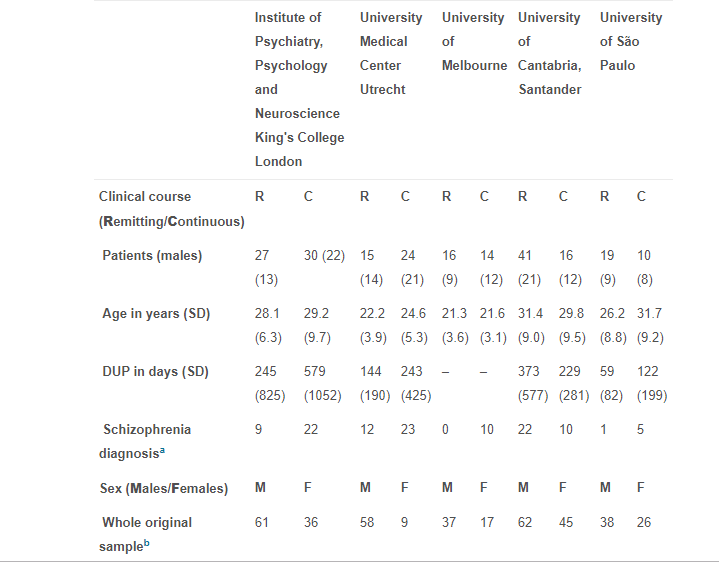 Institute of Psychiatry, Psychology and Neuroscience King's College London University Medical Center Utrecht University of Melbourne University of Cantabria, Santander University of São Paulo
Clinical course (Remitting/Continuous) R C R C R C R C R C
Patients (males) 27 (13) 30 (22) 15 (14) 24 (21) 16 (9) 14 (12) 41 (21) 16 (12) 19 (9) 10 (8)
Age in years (SD) 28.1 (6.3) 29.2 (9.7) 22.2 (3.9) 24.6 (5.3) 21.3 (3.6) 21.6 (3.1) 31.4 (9.0) 29.8 (9.5) 26.2 (8.8) 31.7 (9.2)
DUP in days (SD) 245 (825) 579 (1052) 144 (190) 243 (425) – – 373 (577) 229 (281) 59 (82) 122 (199)
Schizophrenia diagnosisa 9 22 12 23 0 10 22 10 1 5
Sex (Males/Females) M F M F M F M F M F
Whole original sampleb 61 36 58 9 37 17 62 45 38 26